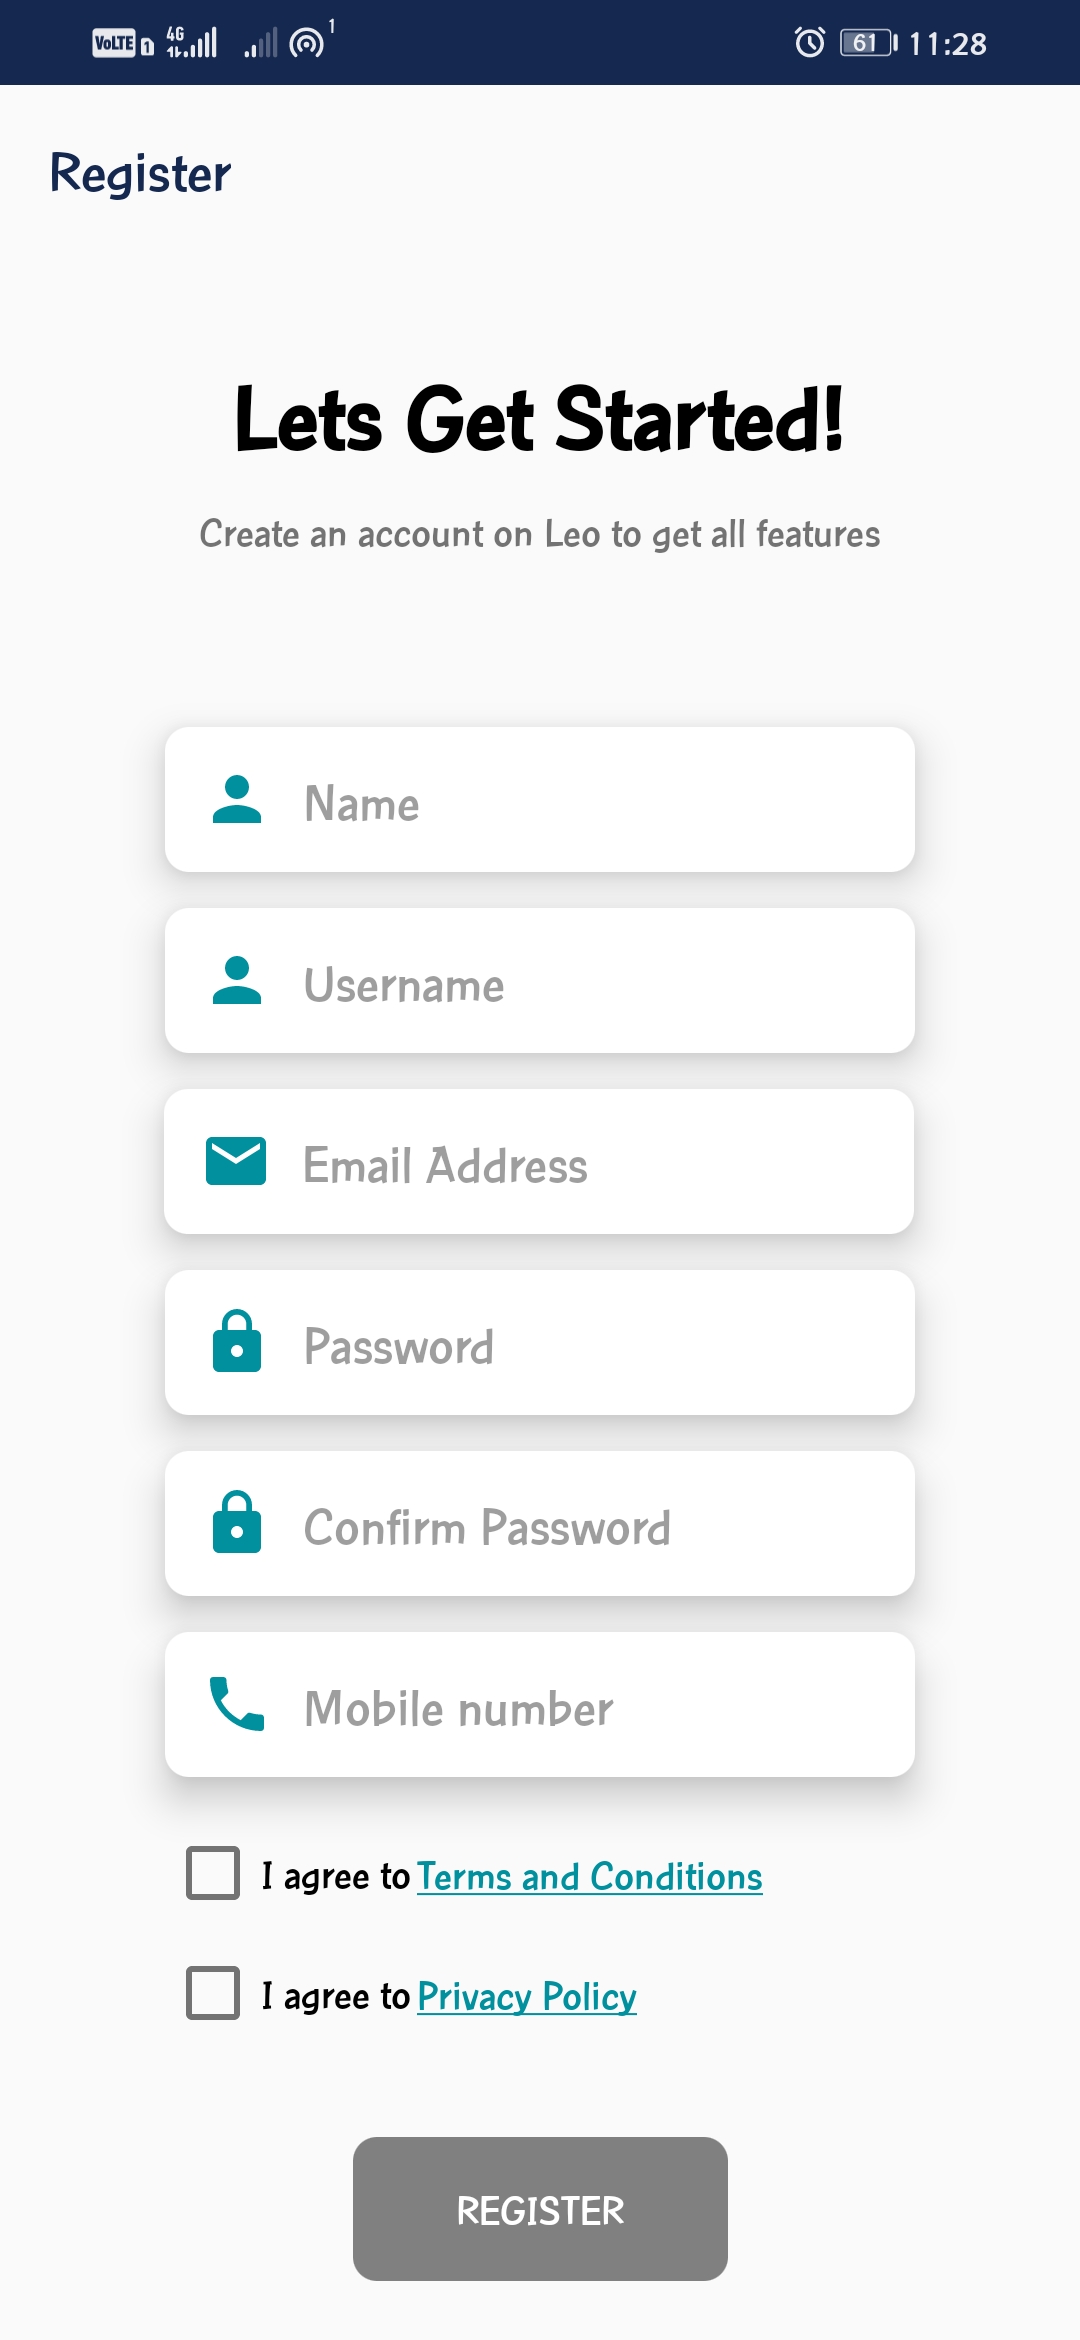 VoLTE 1 4G 1 61 11:28
Register
Lets Get Started!
Create an account on Leo to get all features
Name
Username
Email Address
Password
Confirm Password
Mobile number
I agree to Terms and Conditions
I agree to Privacy Policy
REGISTER